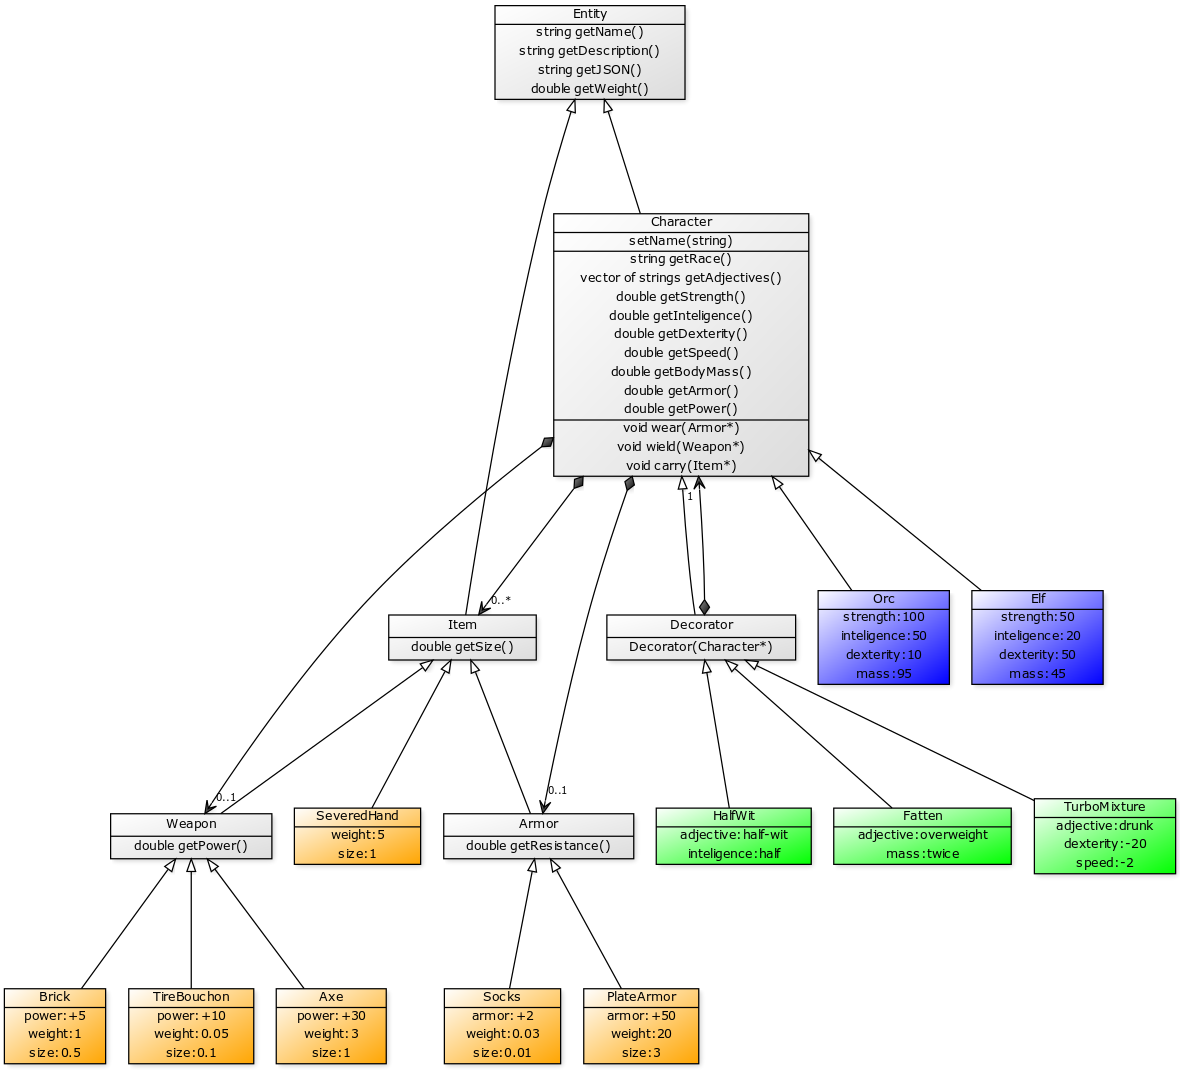 Entity
string getName()
string getDescription()
string getJSON()
double getWeight()
Character
setName(string)
string getRace()
vector of strings getAdjectives()
double getStrength()
double getInteligence()
double getDexterity()
double getSpeed()
double getBodyMass()
double getArmor()
double getPower()
void wear(Armor*)
void wield(Weapon*)
void carry(Item*)
1
0..*
Item
double getSize()
Decorator
Decorator(Character*)
Orc
strength:100
inteligence:50
dexterity:10
mass:95
Elf
strength:50
inteligence:20
dexterity:50
mass:45
0..1
0..1
Weapon
double getPower()
SeveredHand
weight:5
size:1
Armor
double getResistance()
HalfWit
adjective:half-wit
inteligence:half
Fatten
adjective:overweight
mass:twice
TurboMixture
adjective:drunk
dexterity:-20
speed:-2
Brick
power:+5
weight:1
size:0.5
TireBouchon
power:+10
weight:0.05
size:0.1
Axe
power:+30
weight:3
size:1
Socks
armor:+2
weight:0.03
size:0.01
PlateArmor
armor:+50
weight:20
size:3